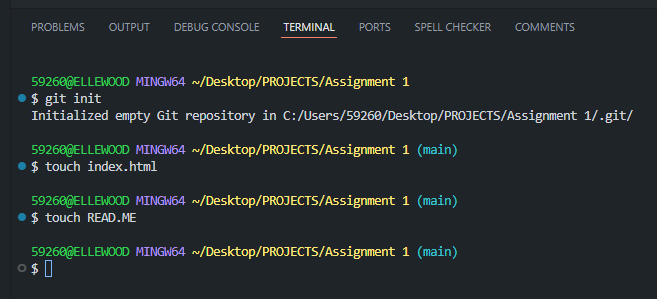 PROBLEMS OUTPUT DEBUG CONSOLE TERMINAL PORTS SPELL CHECKER COMMENTS
59260@ELLEWOOD MINGW64 ~/Desktop/PROJECTS/Assignment 1
$ git init
Initialized empty Git repository in C:/Users/59260/Desktop/PROJECTS/Assignment 1/.git/
59260@ELLEWOOD MINGW64 ~/Desktop/PROJECTS/Assignment 1 (main)
$ touch index.html
59260@ELLEWOOD MINGW64 ~/Desktop/PROJECTS/Assignment 1 (main)
$ touch READ.ME
59260@ELLEWOOD MINGW64 ~/Desktop/PROJECTS/Assignment 1 (main)
$